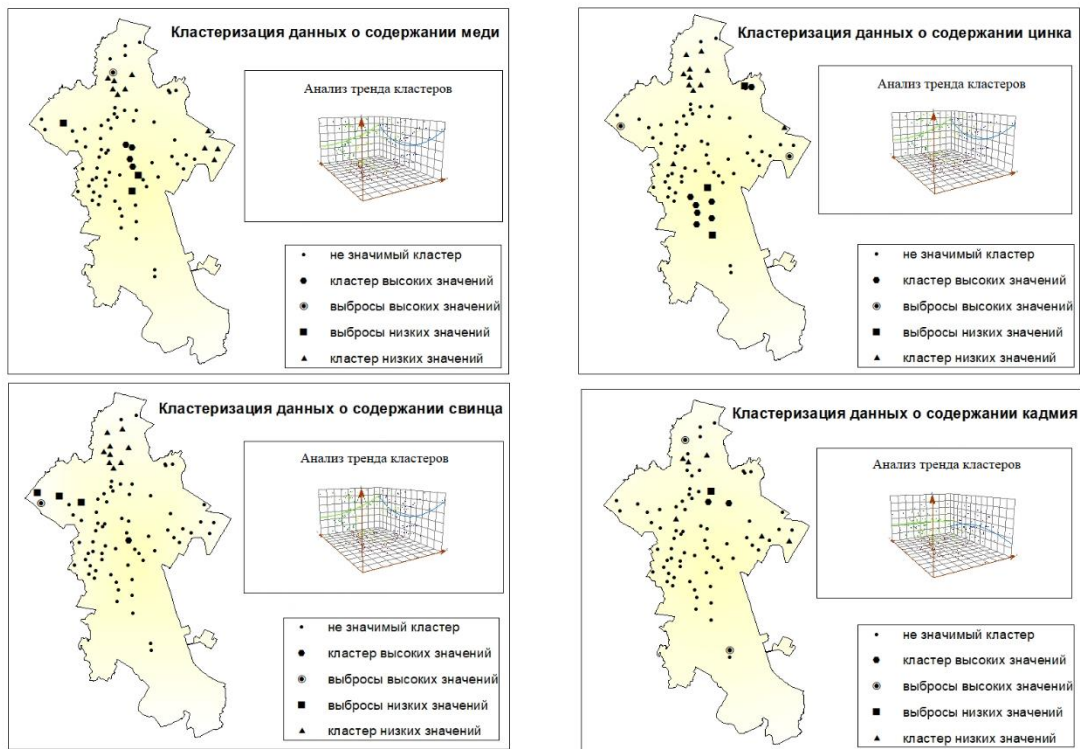 Кластеризация данных о содержании меди
Анализ тренда кластеров
не значимый кластер
кластер высоких значений
выбросы высоких значений
выбросы низких значений
кластер низких значений
Кластеризация данных о содержании цинка
Анализ тренда кластеров
не значимый кластер
кластер высоких значений
выбросы высоких значений
выбросы низких значений
кластер низких значений
Кластеризация данных о содержании свинца
Анализ тренда кластеров
не значимый кластер
кластер высоких значений
выбросы высоких значений
выбросы низких значений
кластер низких значений
Кластеризация данных о содержании кадмия
Анализ тренда кластеров
не значимый кластер
кластер высоких значений
выбросы высоких значений
выбросы низких значений
кластер низких значений